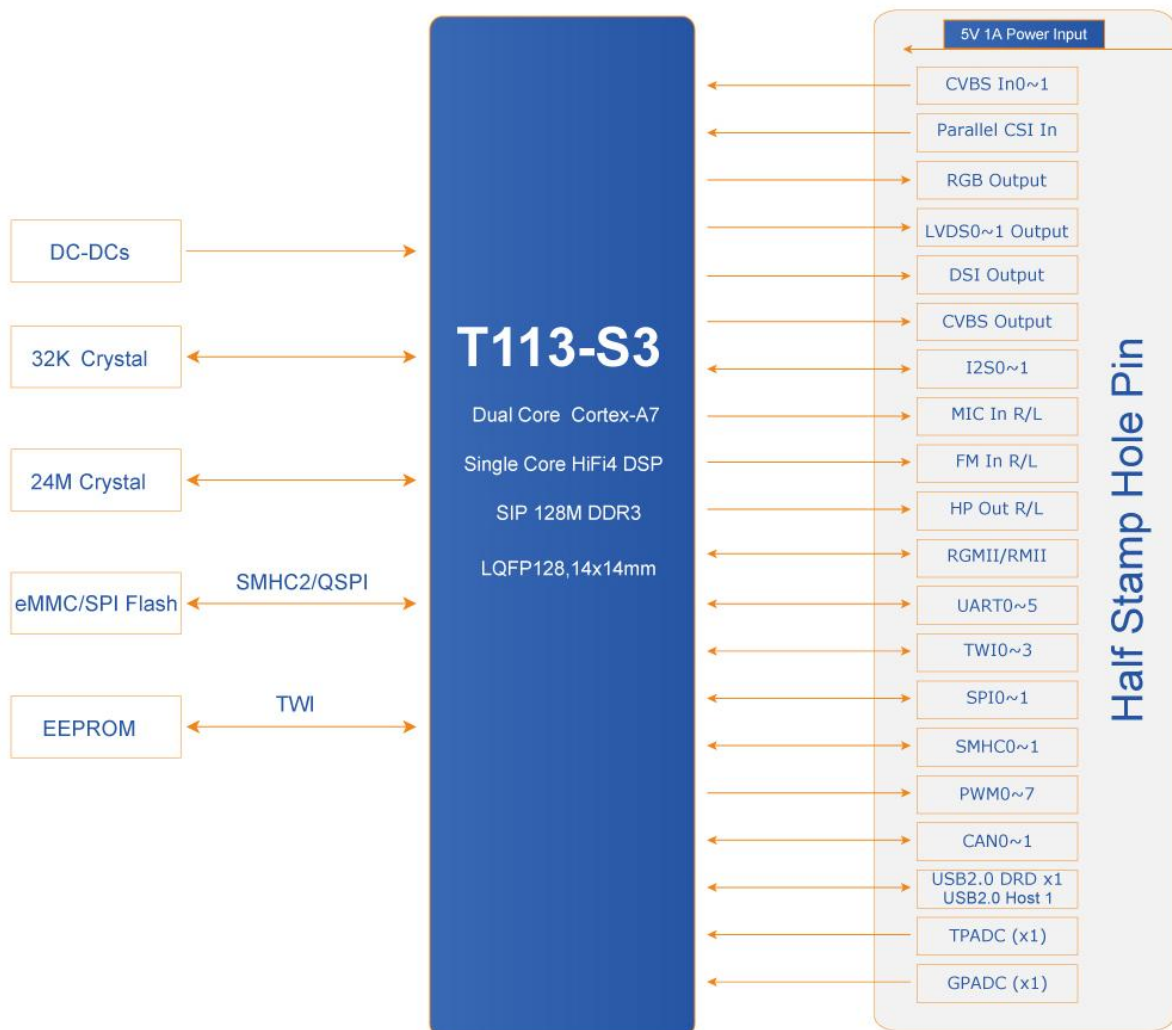 DC-DCs
32K Crystal
24M Crystal
eMMC/SPI Flash
SMHC2/QSPI
EEPROM
TWI
T113-S3
Dual Core Cortex-A7
Single Core HiFi4 DSP
SIP 128M DDR3
LQFP128,14x14mm
5V 1A Power Input
CVBS In0~1
Parallel CSI In
RGB Output
LVDS0~1 Output
DSI Output
CVBS Output
I2S0~1
MIC In R/L
FM In R/L
HP Out R/L
RGMII/RMII
UART0~5
TWI0~3
SPI0~1
SMHC0~1
PWM0~7
CAN0~1
USB2.0 DRD x1
USB2.0 Host 1
TPADC (x1)
GPADC (x1)
Half Stamp Hole Pin